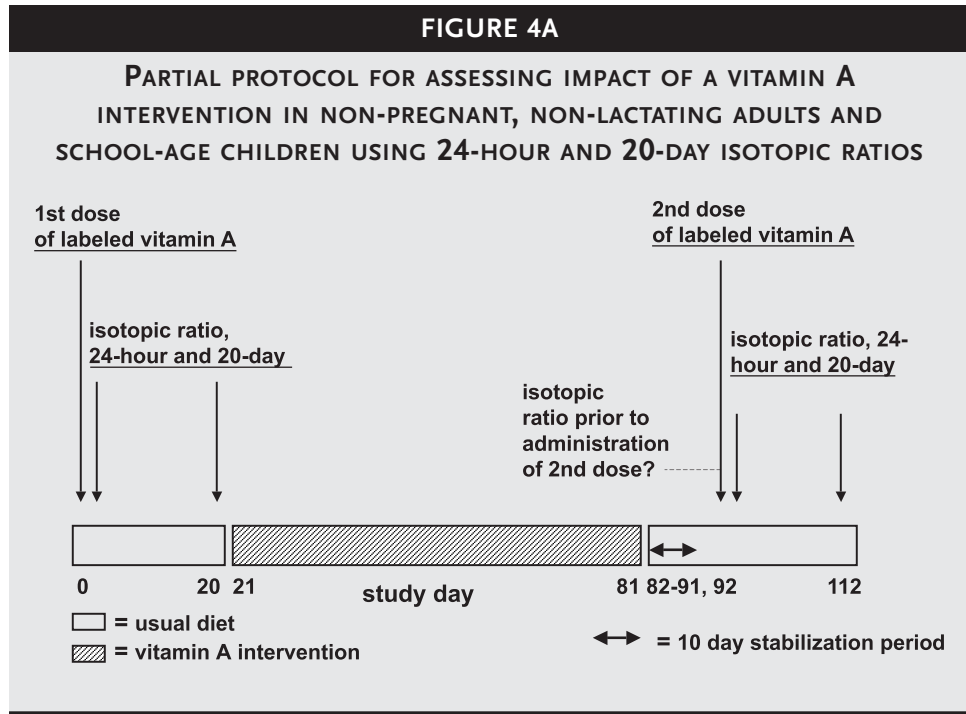 FIGURE 4A
PARTIAL PROTOCOL FOR ASSESSING IMPACT OF A VITAMIN A
INTERVENTION IN NON-PREGNANT, NON-LACTATING ADULTS AND
SCHOOL-AGE CHILDREN USING 24-HOUR AND 20-DAY ISOTOPIC RATIOS
1st dose
of labeled vitamin A
2nd dose
of labeled vitamin A
isotopic ratio,
24-hour and 20-day
isotopic ratio, 24-
hour and 20-day
isotopic
ratio prior to
administration
of 2nd dose?
0 20 21 81 82-91, 92 112
study day
= usual diet
= vitamin A intervention
= 10 day stabilization period